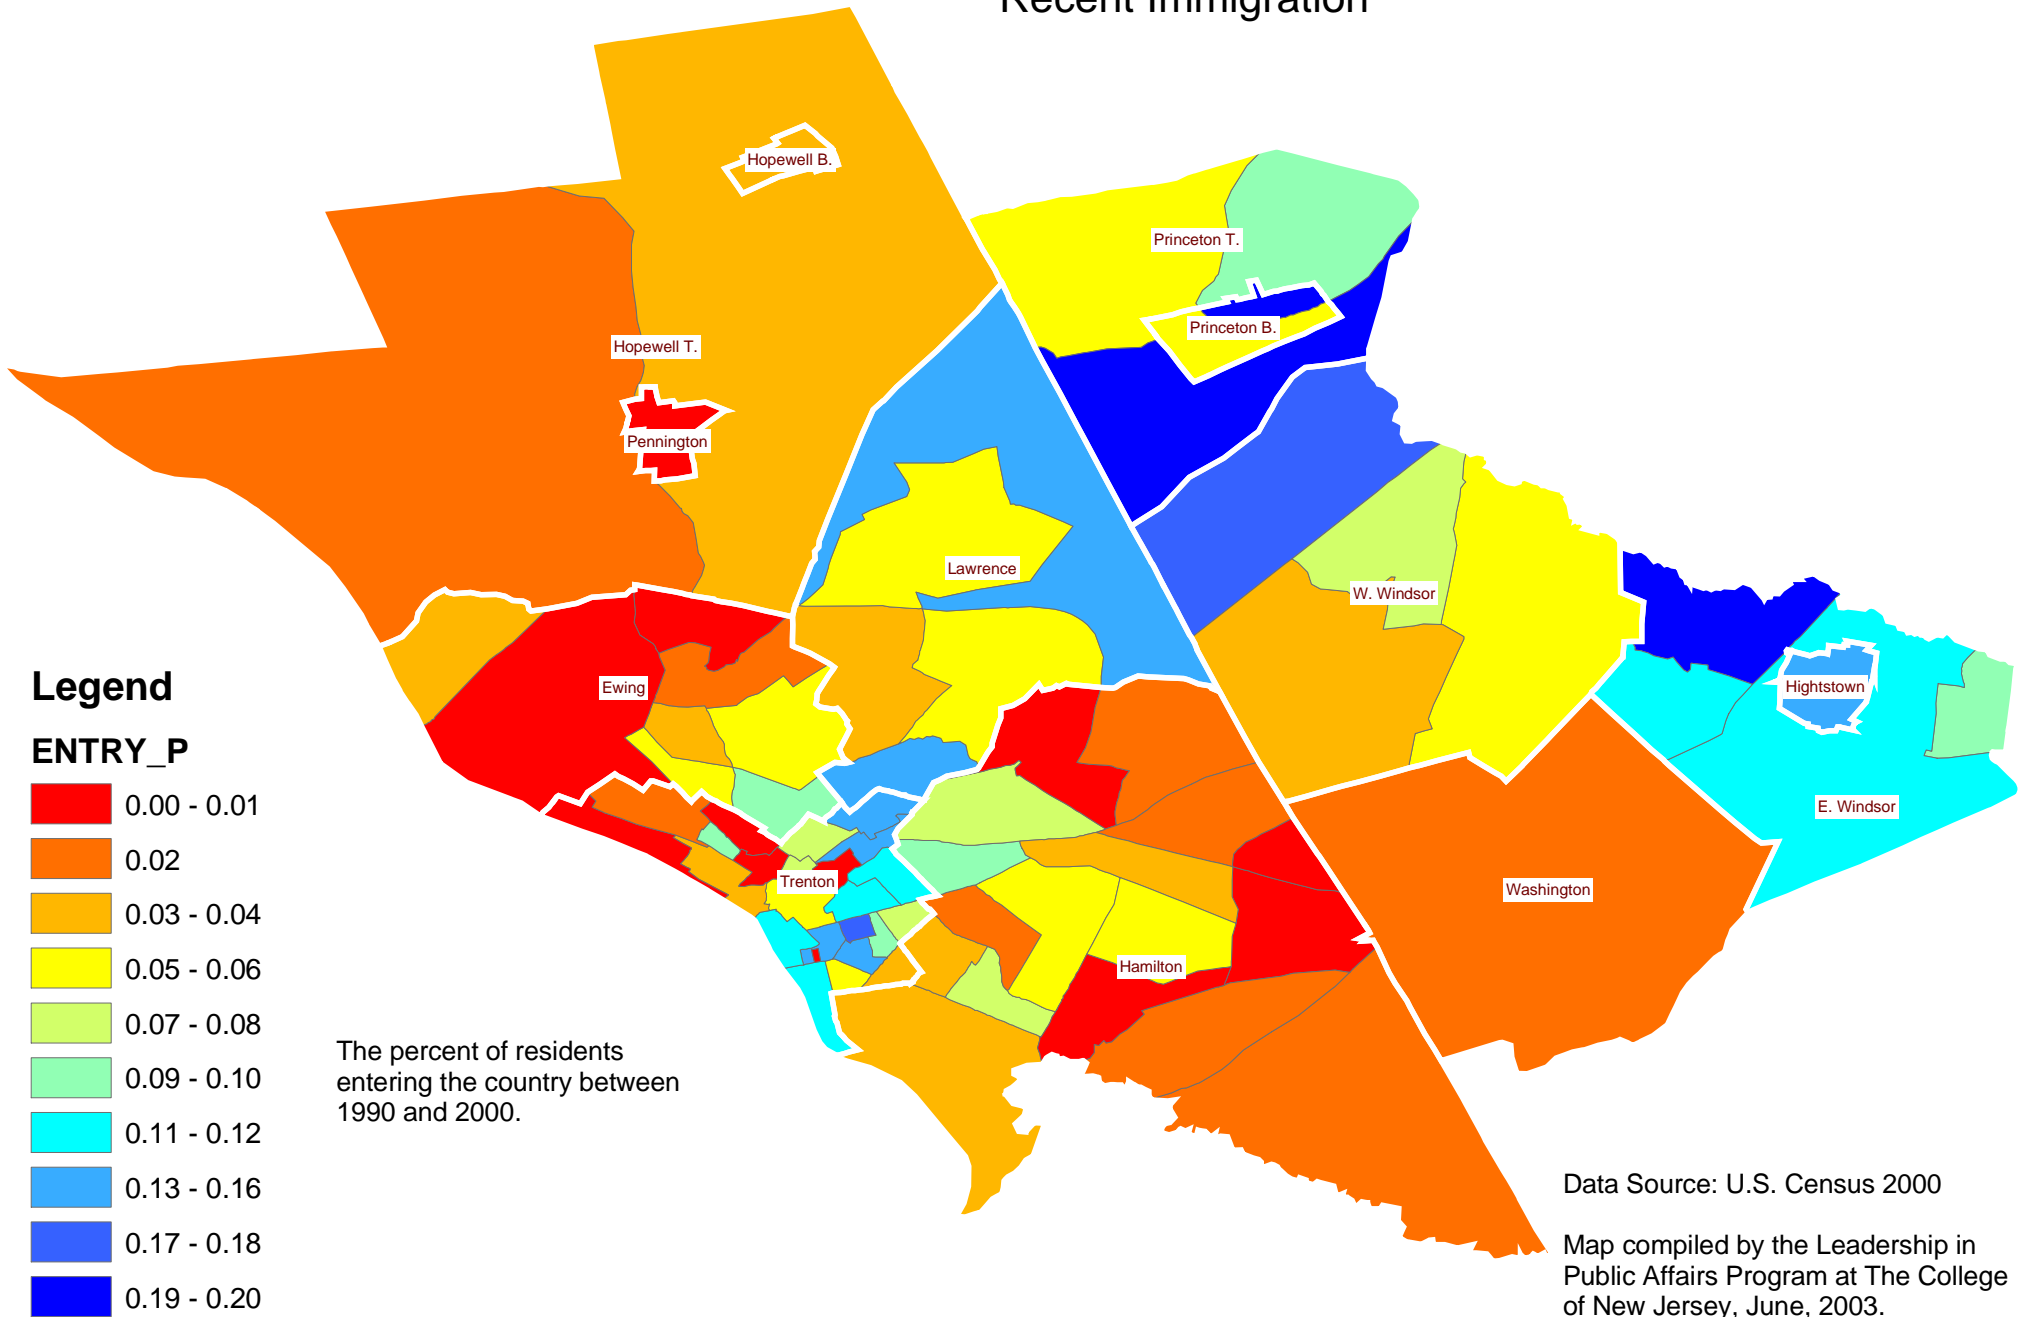 Recent Immigration
Hopewell B.
Princeton T.
Princeton B.
Hopewell T.
Pennington
Lawrence
W. Windsor
Ewing
Hightstown
E. Windsor
Trenton
Washington
Hamilton
Legend
ENTRY_P
0.00 - 0.01
0.02
0.03 - 0.04
0.05 - 0.06
0.07 - 0.08
0.09 - 0.10
0.11 - 0.12
0.13 - 0.16
0.17 - 0.18
0.19 - 0.20
The percent of residents
entering the country between
1990 and 2000.
Data Source: U.S. Census 2000
Map compiled by the Leadership in
Public Affairs Program at The College
of New Jersey, June, 2003.